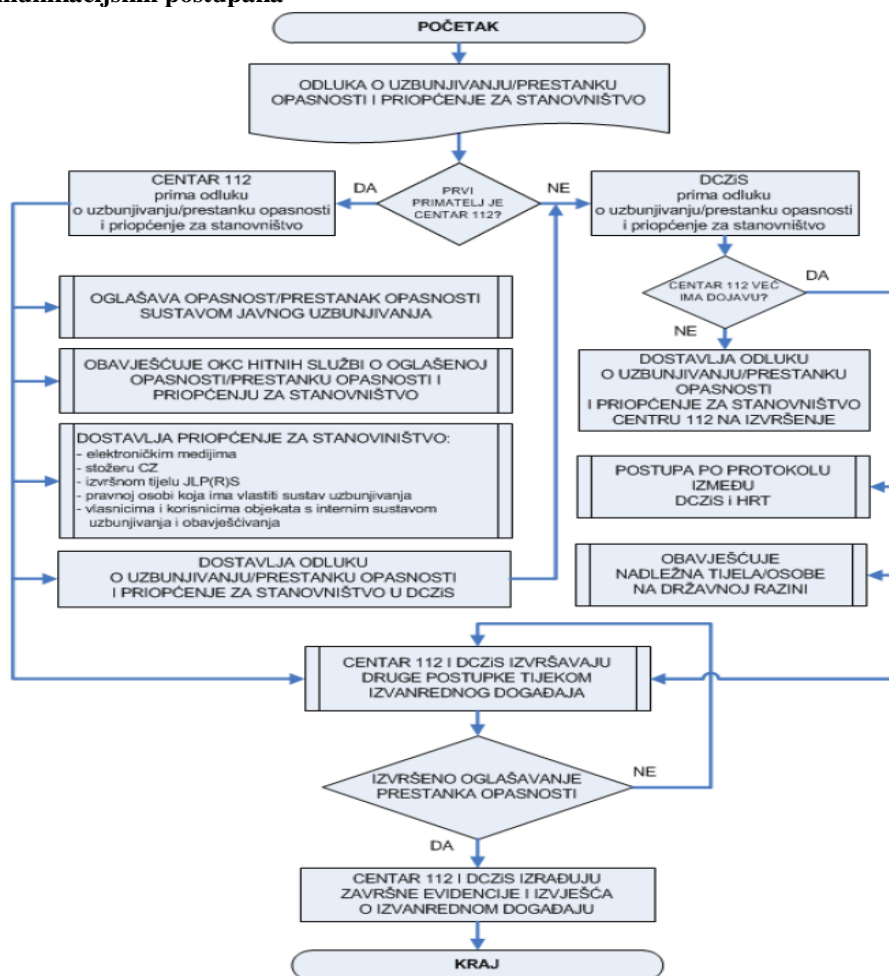 POČETAK
ODLUKA O UZBUNJIVANJU/PRESTANKU
OPASNOSTI I PRIOPĆENJE ZA STANOVNIŠTVO
PRVI
PRIMATELJ JE
CENTAR 112?
DA
NE
CENTAR 112
prima odluku
o uzbunjivanju/prestanku opasnosti
i priopćenje za stanovništvo
DCZiS
prima odluku
o uzbunjivanju/prestanku opasnosti
i priopćenje za stanovništvo
CENTAR 112 VEĆ
IMA DOJAVU?
DA
NE
OGLAŠAVA OPASNOST/PRESTANAK OPASNOSTI
SUSTAVOM JAVNOG UZBUNJIVANJA
OBAVJEŠĆUJE OKC HITNIH SLUŽBI O OGLAŠENOJ
OPASNOSTI/PRESTANKU OPASNOSTI I
PRIOPĆENJU ZA STANOVNIŠTVO
DOSTAVLJA ODLUKU
O UZBUNJIVANJU/PRESTANKU
OPASNOSTI
I PRIOPĆENJE ZA STANOVNIŠTVO
CENTRU 112 NA IZVRŠENJE
DOSTAVLJA PRIOPĆENJE ZA STANOVINIŠTVO:
- elektroničkim medijima
- stožeru CZ
- izvršnom tijelu JLP(R)S
- pravnoj osobi koja ima vlastiti sustav uzbunjivanja
- vlasnicima i korisnicima objekata s internim sustavom
uzbunjivanja i obavješćivanja
POSTUPA PO PROTOKOLU
IZMEĐU
DCZiS i HRT
DOSTAVLJA ODLUKU
O UZBUNJIVANJU/PRESTANKU OPASNOSTI
I PRIOPĆENJE ZA STANOVNIŠTVO U DCZiS
OBAVJEŠĆUJE
NADLEŽNA TIJELA/OSOBE
NA DRŽAVNOJ RAZINI
CENTAR 112 I DCZiS IZVRŠAVAJU
DRUGE POSTUPKE TIJEKOM
IZVANREDNOG DOGAĐAJA
IZVRŠENO OGLAŠAVANJE
PRESTANKA OPASNOSTI
NE
DA
CENTAR 112 I DCZiS IZRAĐUJU
ZAVRŠNE EVIDENCIJE I IZVJEŠĆA
O IZVANREDNOM DOGAĐAJU
KRAJ